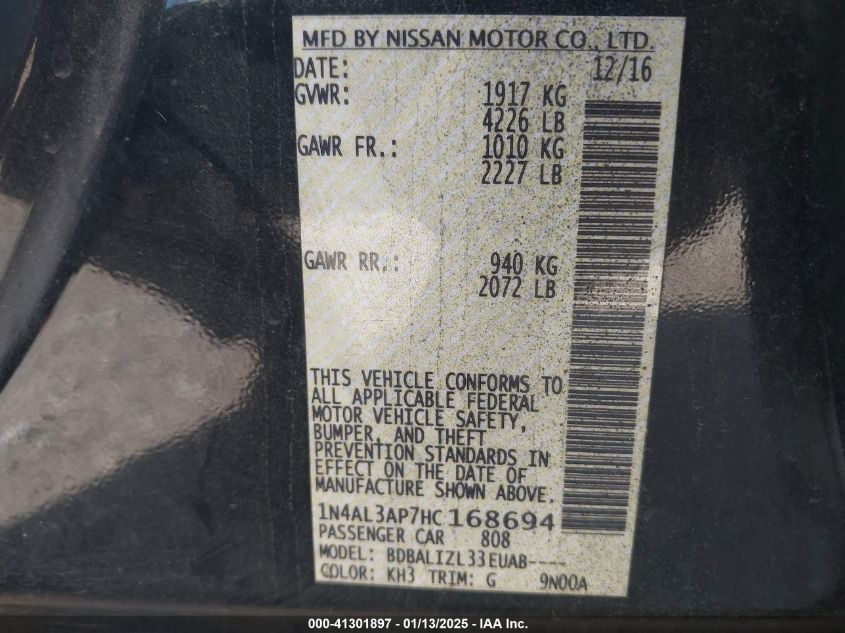 MFD BY NISSAN MOTOR CO., LTD.
DATE: 12/16
GVWR: 1917 KG
4226 LB
GAWR FR.: 1010 KG
2227 LB
GAWR RR.: 940 KG
2072 LB
THIS VEHICLE CONFORMS TO
ALL APPLICABLE FEDERAL
MOTOR VEHICLE SAFETY,
BUMPER, AND THEFT
PREVENTION STANDARDS IN
EFFECT ON THE DATE OF
MANUFACTURE SHOWN ABOVE.
1N4AL3AP7HC168694
PASSENGER CAR 808
MODEL: BDBALIZL33EUAB----
COLOR: KH3 TRIM: G 9N00A
000-41301897 - 01/13/2025 - IAA Inc.